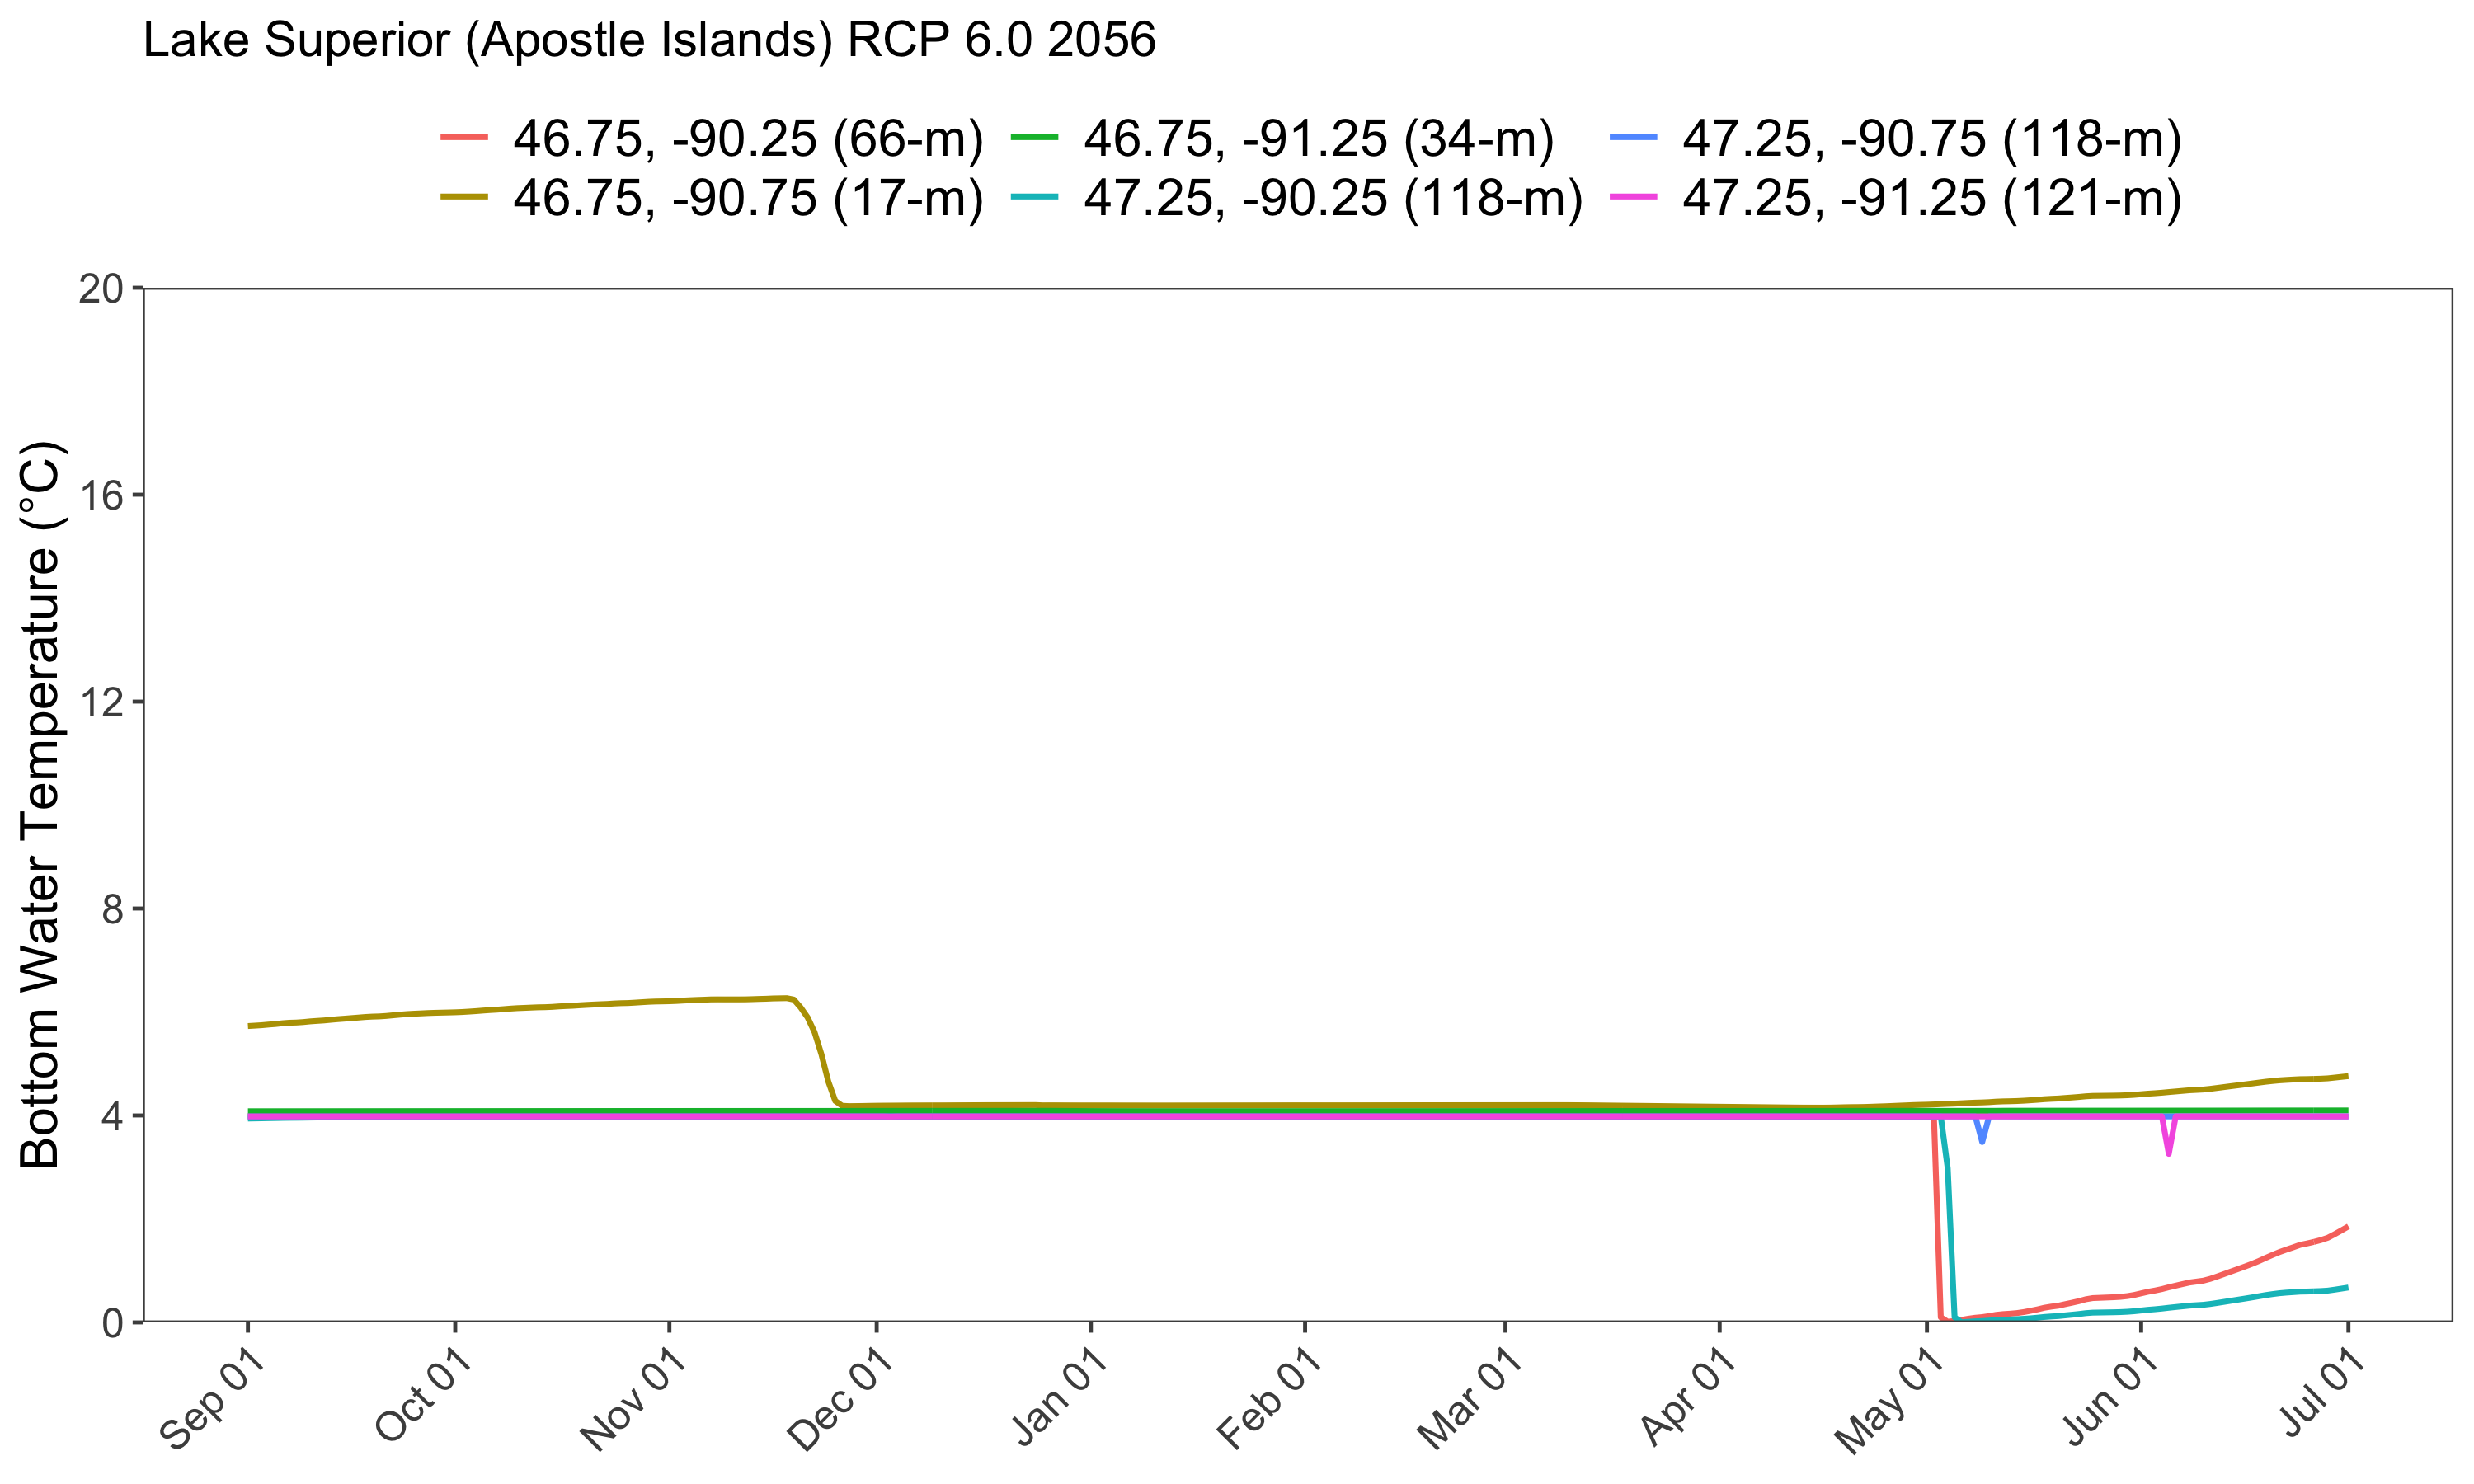 Lake Superior (Apostle Islands) RCP 6.0 2056
46.75, -90.25 (66-m) 46.75, -91.25 (34-m) 47.25, -90.75 (118-m)
46.75, -90.75 (17-m) 47.25, -90.25 (118-m) 47.25, -91.25 (121-m)
Bottom Water Temperature (°C)
20
16
12
8
4
0
Sep 01 Oct 01 Nov 01 Dec 01 Jan 01 Feb 01 Mar 01 Apr 01 May 01 Jun 01 Jul 01